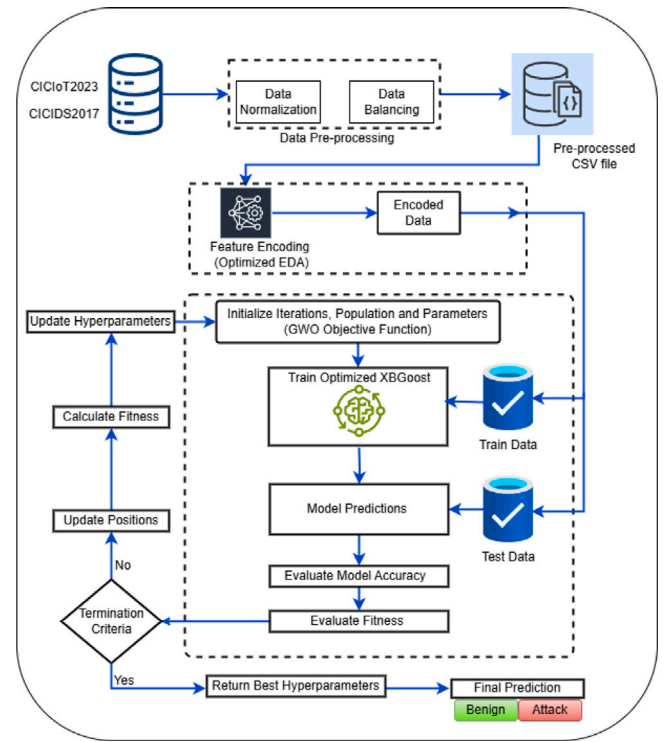 CICIoT2023
CICIDS2017
Data
Normalization
Data
Balancing
Data Pre-processing
Pre-processed
CSV file
Feature Encoding
(Optimized EDA)
Encoded
Data
Update Hyperparameters
Initialize Iterations, Population and Parameters
(GWO Objective Function)
Train Optimized XBGoost
Calculate Fitness
Train Data
Update Positions
Model Predictions
Test Data
No
Evaluate Model Accuracy
Termination
Criteria
Evaluate Fitness
Yes
Return Best Hyperparameters
Final Prediction
Benign
Attack